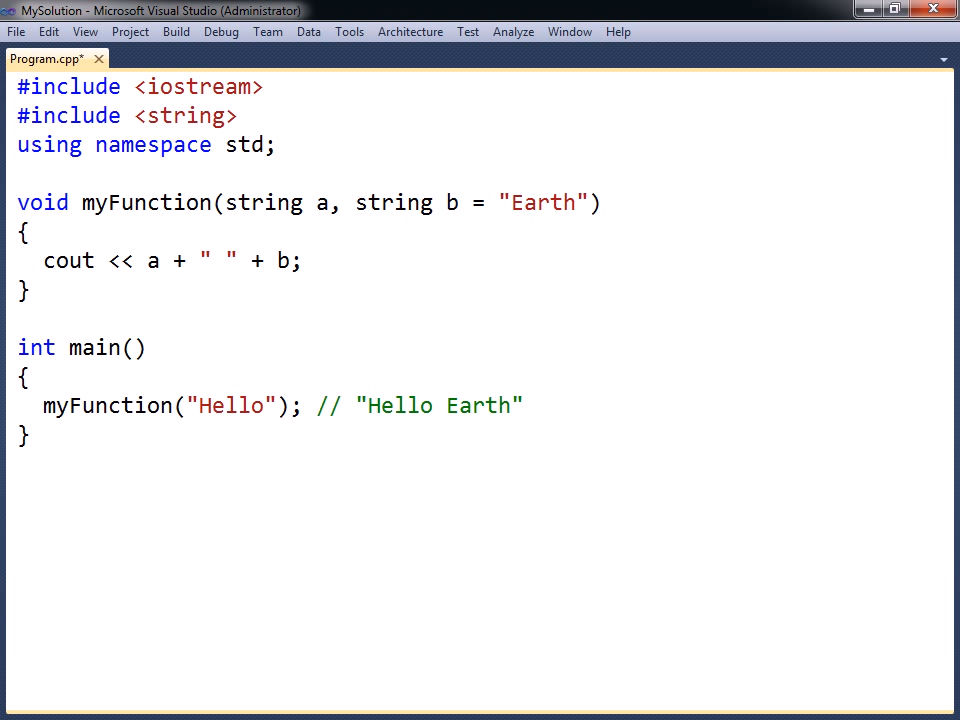 MySolution - Microsoft Visual Studio (Administrator)
File Edit View Project Build Debug Team Data Tools Architecture Test Analyze Window Help
Program.cpp*
#include <iostream>
#include <string>
using namespace std;
void myFunction(string a, string b = "Earth")
{
  cout << a + " " + b;
}
int main()
{
  myFunction("Hello"); // "Hello Earth"
}